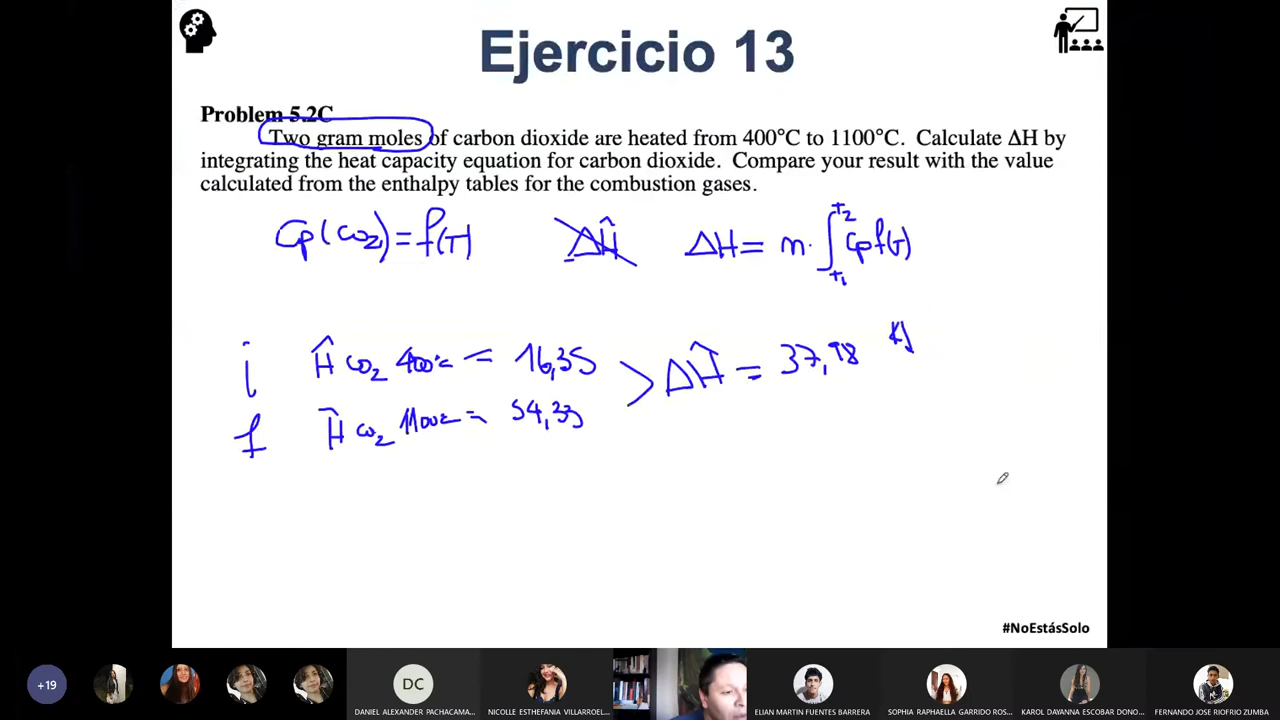 Ejercicio 13
Problem 5.2C
Two gram moles of carbon dioxide are heated from 400°C to 1100°C. Calculate ΔH by
integrating the heat capacity equation for carbon dioxide. Compare your result with the value
calculated from the enthalpy tables for the combustion gases.
Cp(CO2)=f(T) ΔĤ ΔH= n· ∫T1 T2 Cp f(T)
i Ĥ CO2 400°C = 16,35 > ΔĤ = 37,98 KJ
f Ĥ CO2 1100°C = 54,33
#NoEstásSolo
+19
DC
DANIEL ALEXANDER PACHACAMA... NICOLLE ESTHEFANIA VILLARROEL... ELIAN MARTIN FUENTES BARRERA SOPHIA RAPHAELLA GARRIDO ROS... KAROL DAYANNA ESCOBAR DONO... FERNANDO JOSE RIOFRIO ZUMBA